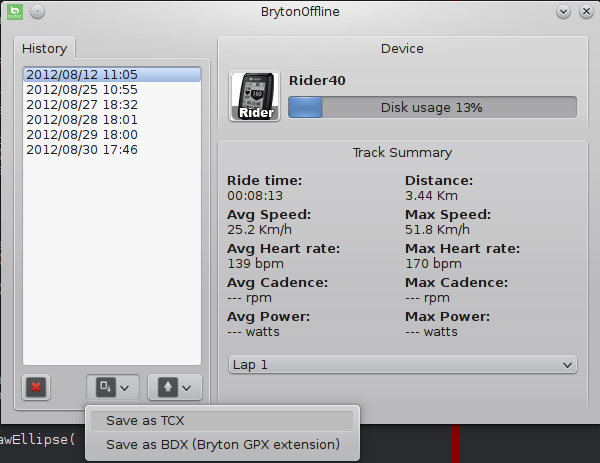 BrytonOffline
History
Device
2012/08/12 11:05
2012/08/25 10:55
2012/08/27 18:32
2012/08/28 18:01
2012/08/29 18:00
2012/08/30 17:46
Rider40
Rider
Disk usage 13%
Track Summary
Ride time:
00:08:13
Distance:
3.44 Km
Avg Speed:
25.2 Km/h
Max Speed:
51.8 Km/h
Avg Heart rate:
139 bpm
Max Heart rate:
170 bpm
Avg Cadence:
--- rpm
Max Cadence:
--- rpm
Avg Power:
--- watts
Max Power:
--- watts
Lap 1
Save as TCX
Save as BDX (Bryton GPX extension)
awEllipse(